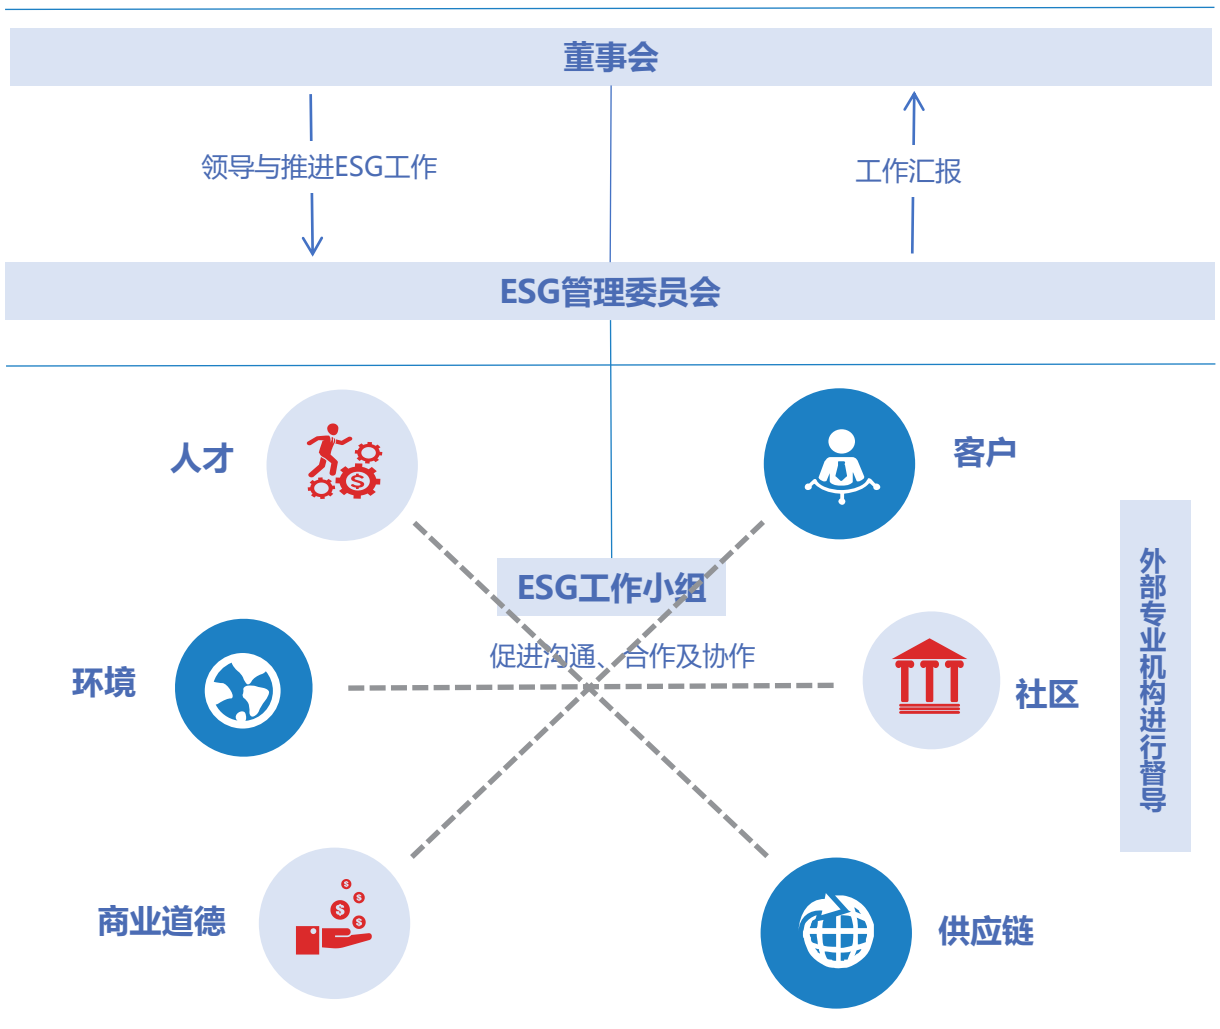 董事会
领导与推进ESG工作
工作汇报
ESG管理委员会
人才
客户
ESG工作小组
促进沟通、合作及协作
环境
社区
外部专业机构进行督导
商业道德
供应链